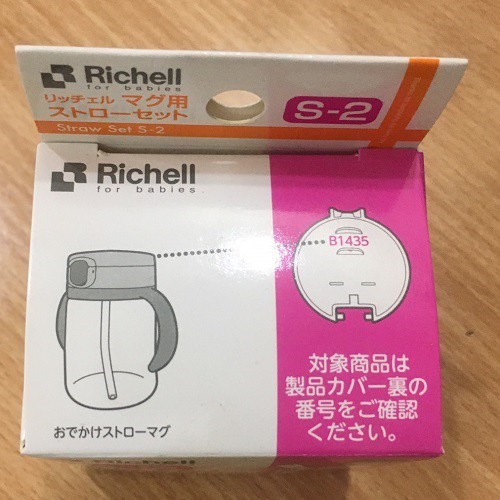 Richell
for babies
リッチェル マグ用
ストローセット
Straw Set S-2
S-2
Richell
for babies
B1435
対象商品は
製品カバー裏の
番号をご確認
ください。
おでかけストローマグ
Richell